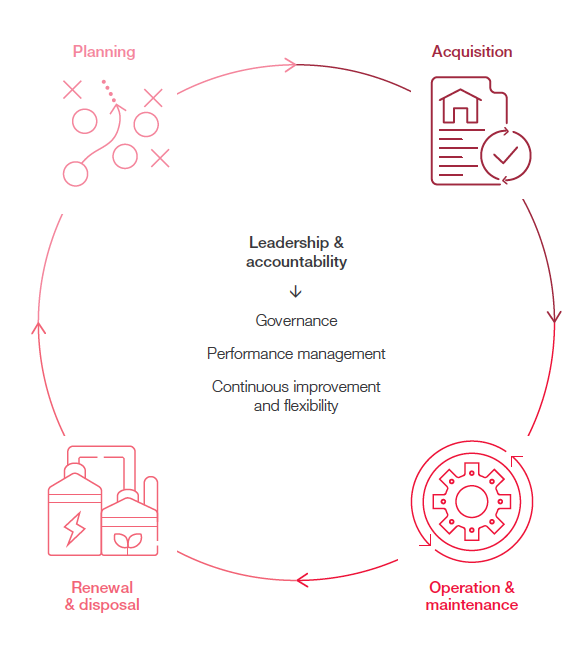 Planning
Acquisition
Leadership &
accountability
Governance
Performance management
Continuous improvement
and flexibility
Renewal
& disposal
Operation &
maintenance